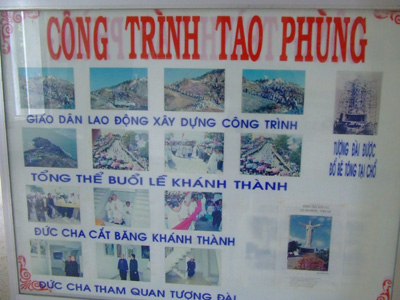 CÔNG TRÌNH TAO PHÙNG
GIÁO DÂN LAO ĐỘNG XÂY DỰNG CÔNG TRÌNH
TỔNG THỂ BUỔI LỄ KHÁNH THÀNH
ĐỨC CHA CẮT BĂNG KHÁNH THÀNH
ĐỨC CHA THAM QUAN TƯỢNG ĐÀI
TƯỢNG ĐÀI ĐƯỢC
ĐỔ BÊ TÔNG TẠI CHỖ